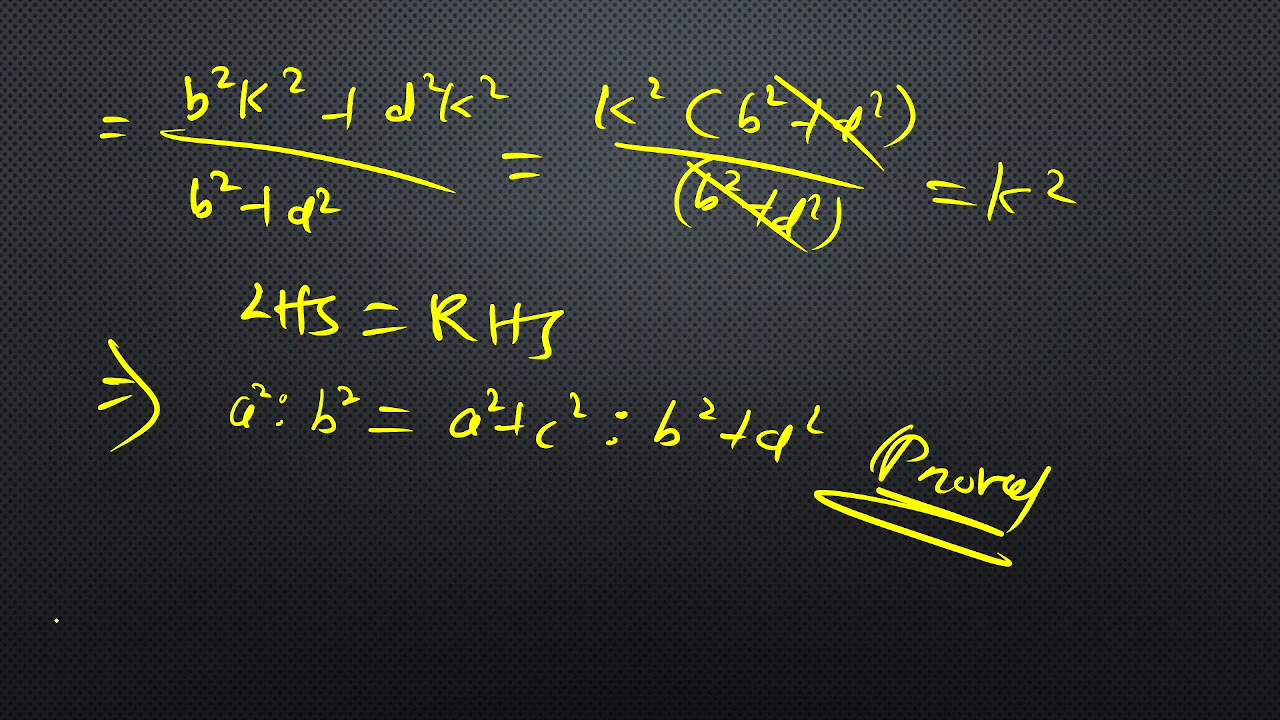 = b²k² + d²k² / b²+d² = k²(b²+d²) / (b²+d²) = k²
LHS = RHS
⇒ a² : b² = a²+c² : b²+d² Proved